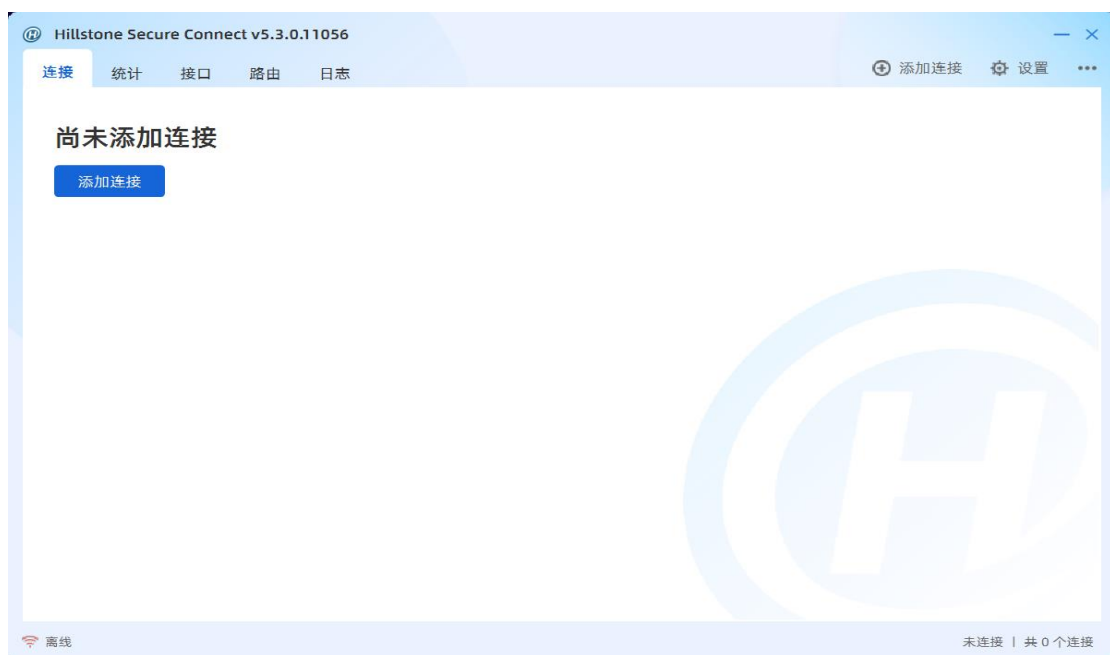 Hillstone Secure Connect v5.3.0.11056
连接 统计 接口 路由 日志 添加连接 设置
尚未添加连接
添加连接
离线 未连接 | 共 0 个连接